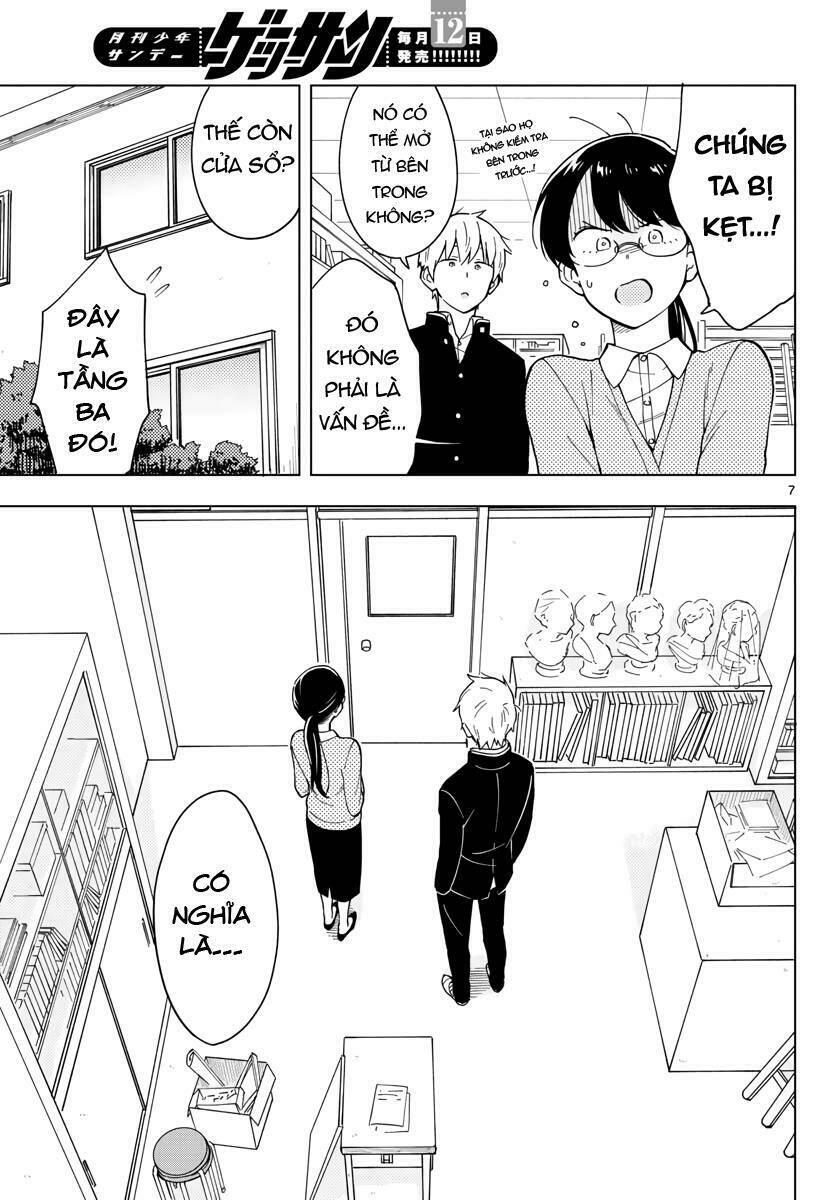 月刊少年
サンデー
ゲッサン
毎月12日
発売!!!!!!!!!
CHÚNG
TA BỊ
KẸT...!
TẠI SAO HỌ
KHÔNG KIỂM TRA
BÊN TRONG
TRƯỚC...!
NÓ CÓ
THỂ MỞ
TỪ BÊN
TRONG
KHÔNG?
ĐÓ
KHÔNG
PHẢI LÀ
VẤN ĐỀ...
THẾ CÒN
CỬA SỔ?
ĐÂY
LÀ
TẦNG
BA
ĐÓ!
7
CÓ
NGHĨA
LÀ---